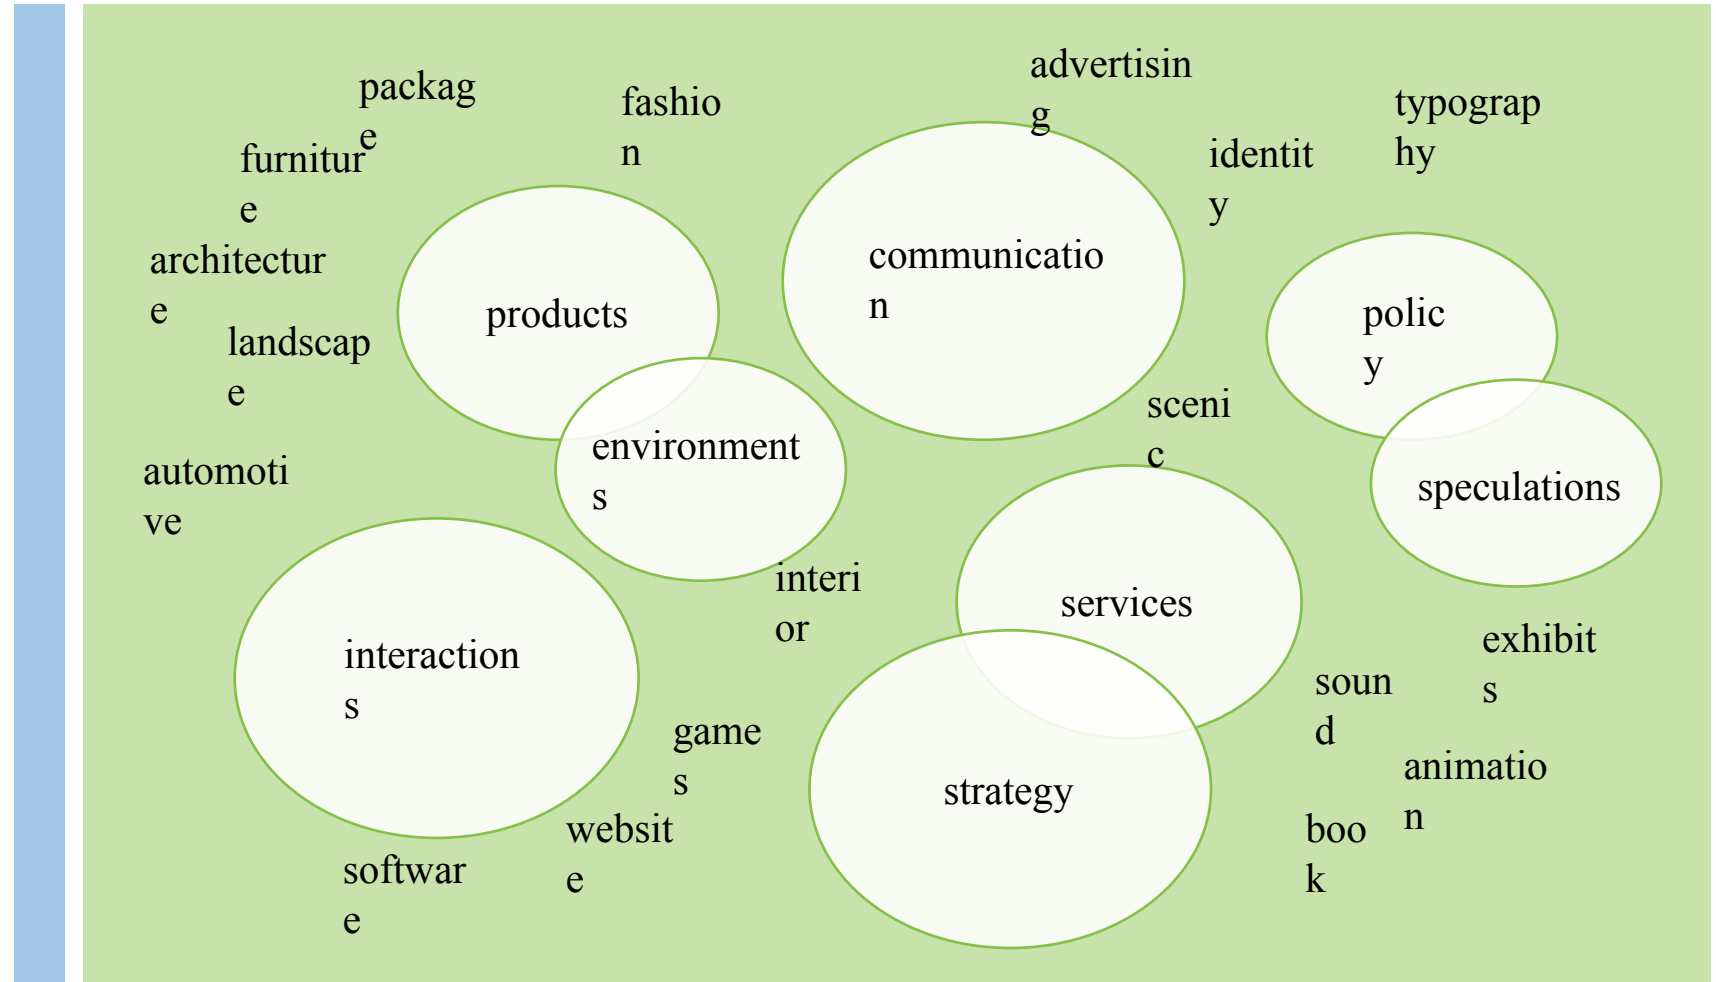 packag
e
fashio
n
advertisin
g
typograp
hy
furnitur
e
identit
y
architectur
e
communicatio
n
products
polic
y
landscap
e
sceni
c
environment
s
automoti
ve
speculations
interi
or
services
interaction
s
exhibit
s
soun
d
game
s
strategy
animatio
n
websit
e
boo
k
softwar
e